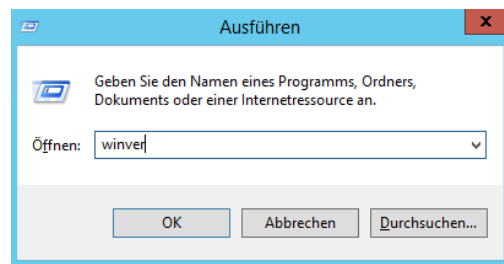 Ausführen
x
Geben Sie den Namen eines Programms, Ordners,
Dokuments oder einer Internetressource an.
Öffnen: winver
OK Abbrechen Durchsuchen...